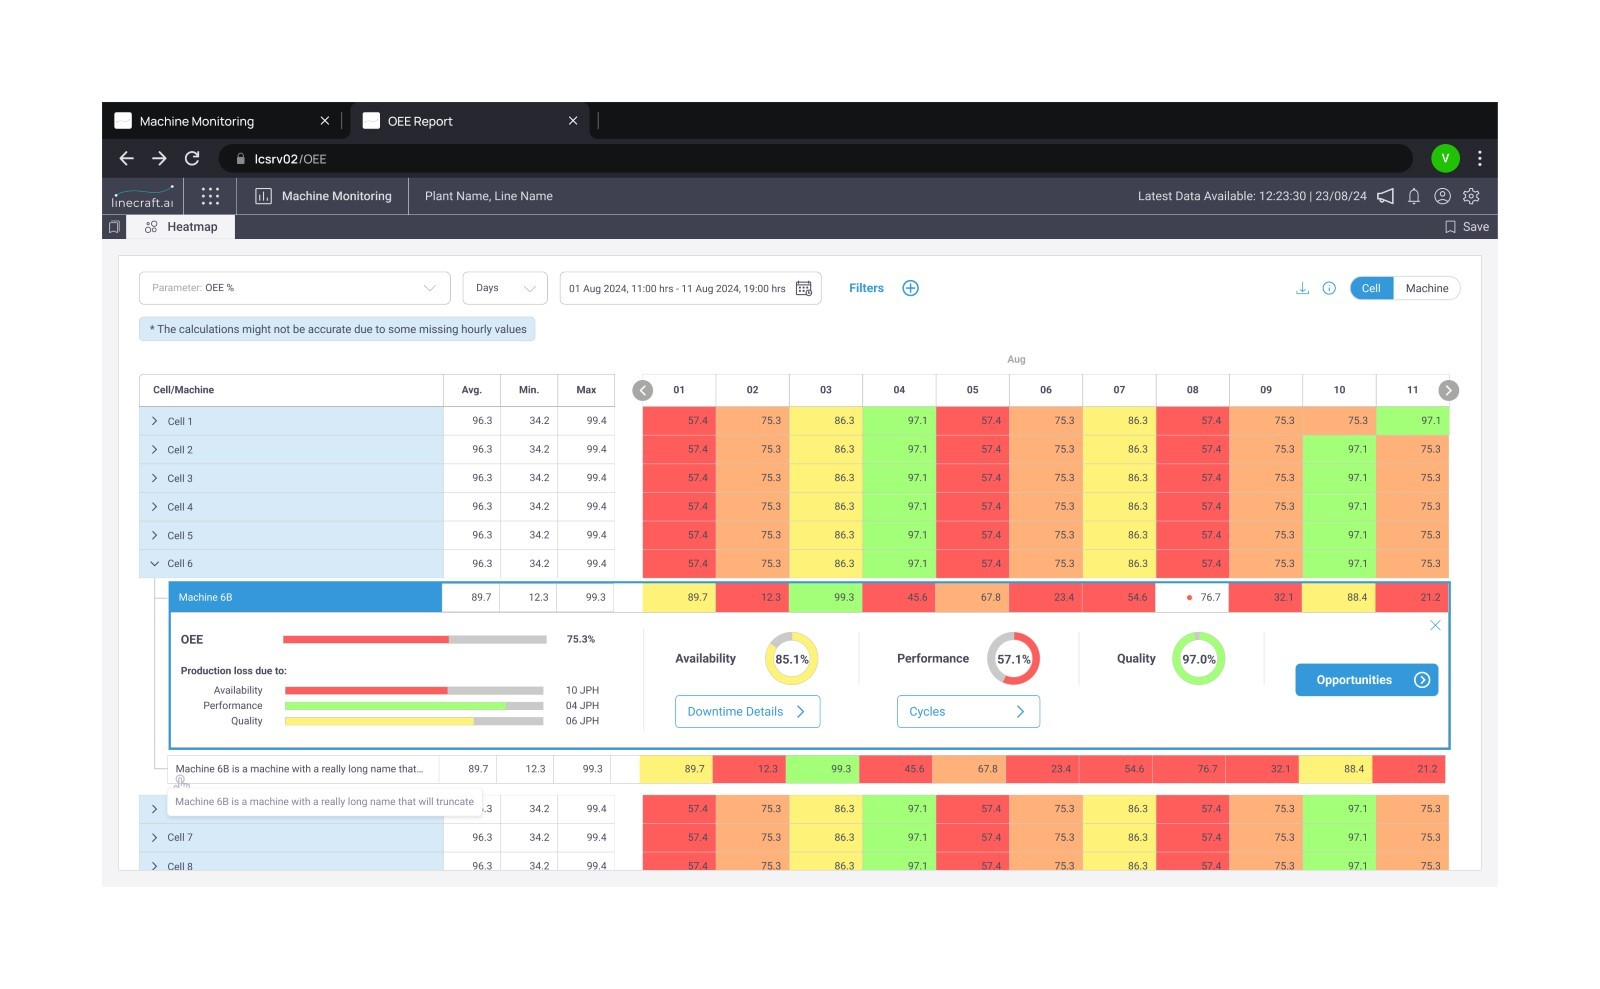 Machine Monitoring
OEE Report
lcsrv02/OEE
V
linecraft.ai
Machine Monitoring
Plant Name, Line Name
Latest Data Available: 12:23:30 | 23/08/24
Heatmap
Save
Parameter: OEE %
Days
01 Aug 2024, 11:00 hrs - 11 Aug 2024, 19:00 hrs
Filters
Cell
Machine
* The calculations might not be accurate due to some missing hourly values
Aug
Cell/Machine Avg. Min. Max 01 02 03 04 05 06 07 08 09 10 11
Cell 1 96.3 34.2 99.4 57.4 75.3 86.3 97.1 57.4 75.3 86.3 57.4 75.3 75.3 97.1
Cell 2 96.3 34.2 99.4 57.4 75.3 86.3 97.1 57.4 75.3 86.3 57.4 75.3 97.1 75.3
Cell 3 96.3 34.2 99.4 57.4 75.3 86.3 97.1 57.4 75.3 86.3 57.4 75.3 97.1 75.3
Cell 4 96.3 34.2 99.4 57.4 75.3 86.3 97.1 57.4 75.3 86.3 57.4 75.3 97.1 75.3
Cell 5 96.3 34.2 99.4 57.4 75.3 86.3 97.1 57.4 75.3 86.3 57.4 75.3 97.1 75.3
Cell 6 96.3 34.2 99.4 57.4 75.3 86.3 97.1 57.4 75.3 86.3 57.4 75.3 97.1 75.3
Machine 6B 89.7 12.3 99.3 89.7 12.3 99.3 45.6 67.8 23.4 54.6 76.7 32.1 88.4 21.2
OEE 75.3%
Production loss due to:
Availability 10 JPH
Performance 04 JPH
Quality 06 JPH
Availability 85.1%
Downtime Details
Performance 57.1%
Cycles
Quality 97.0%
Opportunities
Machine 6B is a machine with a really long name that... 89.7 12.3 99.3 89.7 12.3 99.3 45.6 67.8 23.4 54.6 76.7 32.1 88.4 21.2
Machine 6B is a machine with a really long name that will truncate
.3 34.2 99.4 57.4 75.3 86.3 97.1 57.4 75.3 86.3 57.4 75.3 97.1 75.3
Cell 7 96.3 34.2 99.4 57.4 75.3 86.3 97.1 57.4 75.3 86.3 57.4 75.3 97.1 75.3
Cell 8 96.3 34.2 99.4 57.4 75.3 86.3 97.1 57.4 75.3 86.3 57.4 75.3 97.1 75.3